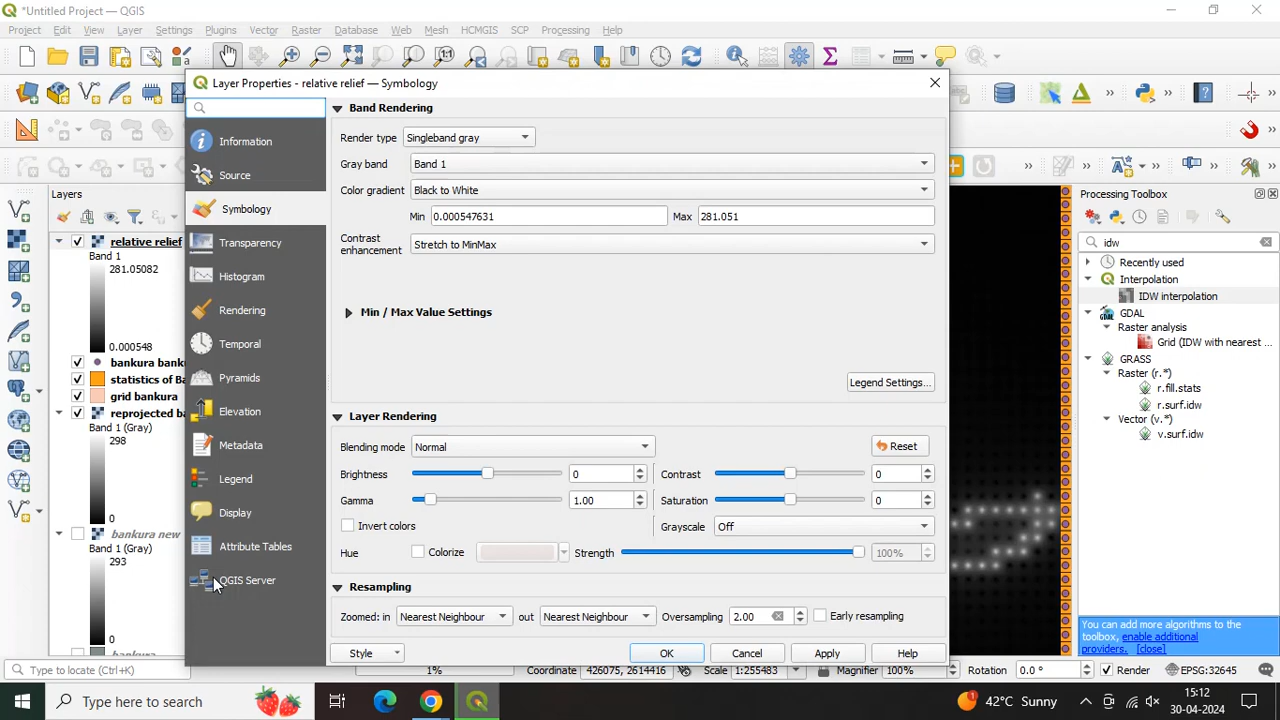 *Untitled Project — QGIS
Project Edit View Layer Settings Plugins Vector Raster Database Web Mesh HCMGIS SCP Processing Help
Layer Properties - relative relief — Symbology
Information
Source
Symbology
Transparency
Histogram
Rendering
Temporal
Pyramids
Elevation
Metadata
Legend
Display
Attribute Tables
QGIS Server
Band Rendering
Render type Singleband gray
Gray band Band 1
Color gradient Black to White
Min 0.000547631 Max 281.051
Contrast
enhancement Stretch to MinMax
Min / Max Value Settings
Legend Settings...
Layer Rendering
Blending mode Normal Reset
Brightness 0 Contrast 0
Gamma 1.00 Saturation 0
Invert colors Grayscale Off
Hue Colorize Strength 100%
Resampling
Zoomed: in Nearest Neighbour out Nearest Neighbour Oversampling 2.00 Early resampling
Style OK Cancel Apply Help
Layers
relative relief
Band 1
281.05082
0.000548
bankura bank
statistics of Ba
grid bankura
reprojected ba
Band 1 (Gray)
298
0
bankura new
Band 1 (Gray)
293
0
bankura
Processing Toolbox
idw
Recently used
Interpolation
IDW interpolation
GDAL
Raster analysis
Grid (IDW with nearest ...
GRASS
Raster (r.*)
r.fill.stats
r.surf.idw
Vector (v.*)
v.surf.idw
You can add more algorithms to the
toolbox, enable additional
providers. [close]
Type to locate (Ctrl+K) 1% Coordinate 426075, 2614416 Scale 1:255483 Magnifier 100% Rotation 0.0 ° Render EPSG:32645
Type here to search 42°C Sunny 15:12
30-04-2024